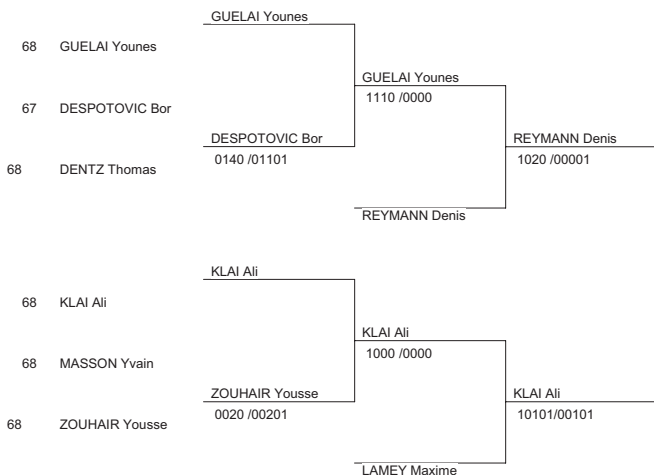 GUELAI Younes
68 GUELAI Younes
GUELAI Younes
1110 /0000
67 DESPOTOVIC Bor
DESPOTOVIC Bor
0140 /01101
REYMANN Denis
1020 /00001
68 DENTZ Thomas
REYMANN Denis
KLAI Ali
68 KLAI Ali
KLAI Ali
1000 /0000
68 MASSON Yvain
ZOUHAIR Yousse
0020 /00201
KLAI Ali
10101/00101
68 ZOUHAIR Yousse
LAMEY Maxime